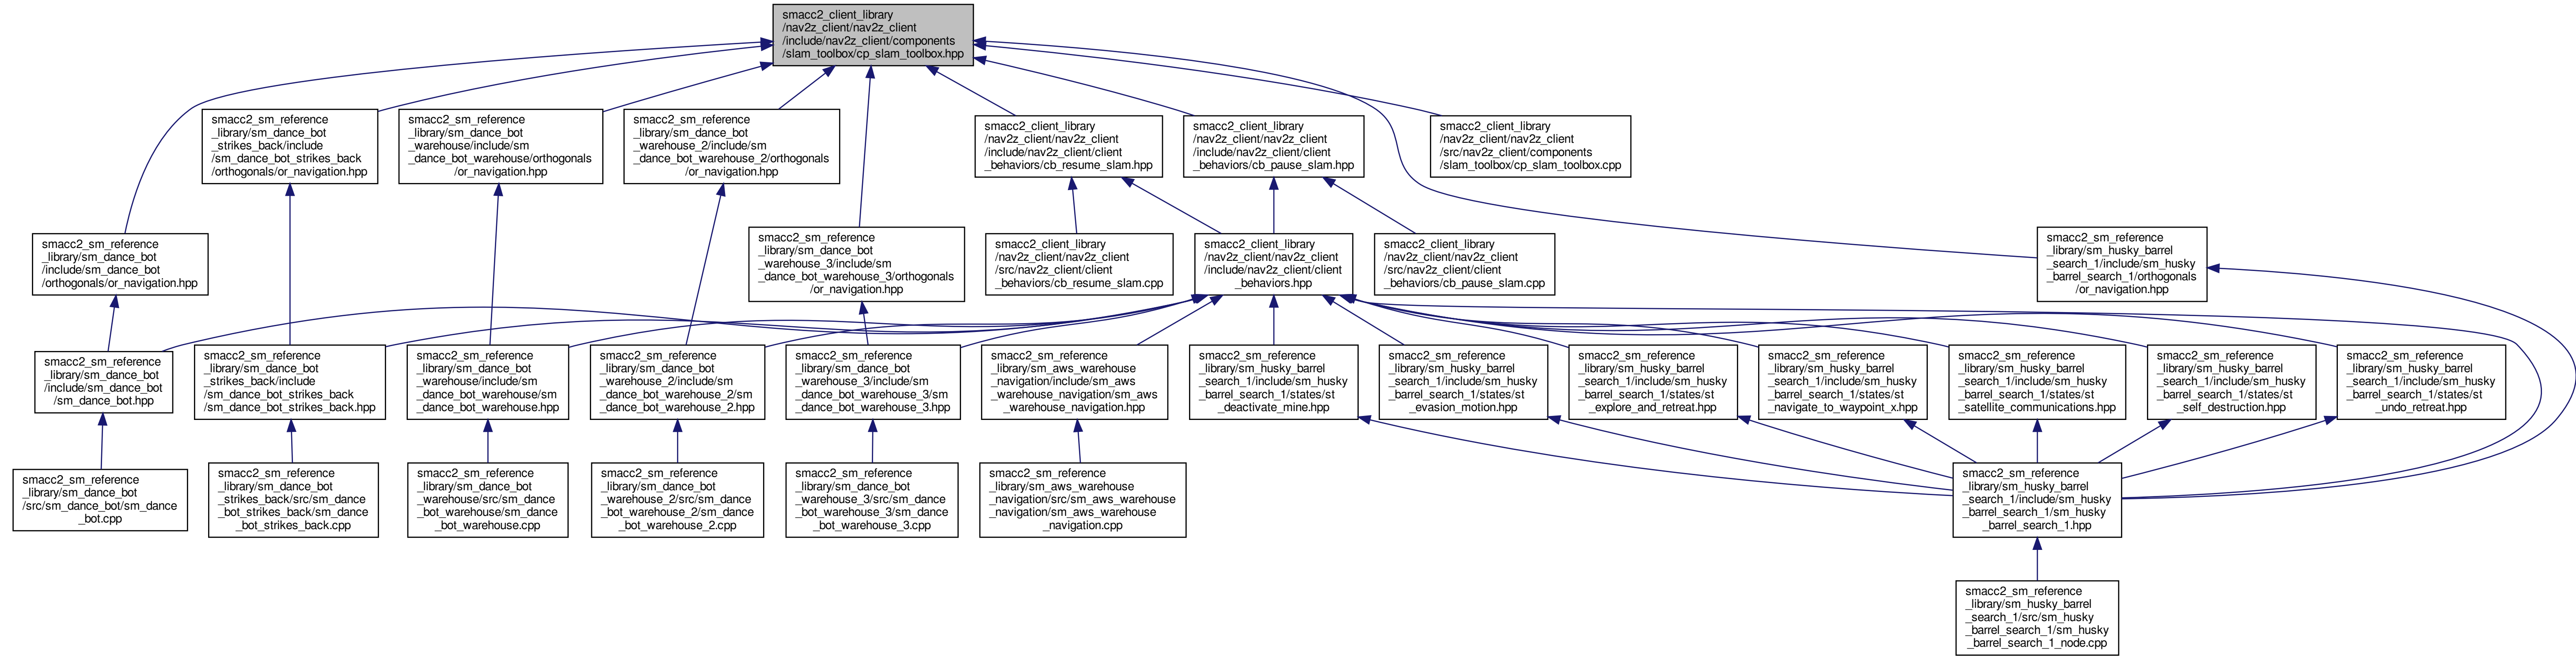 smacc2_client_library
/nav2z_client/nav2z_client
/include/nav2z_client/components
/slam_toolbox/cp_slam_toolbox.hpp
smacc2_sm_reference
_library/sm_dance_bot
_strikes_back/include
/sm_dance_bot_strikes_back
/orthogonals/or_navigation.hpp
smacc2_sm_reference
_library/sm_dance_bot
_warehouse/include/sm
_dance_bot_warehouse/orthogonals
/or_navigation.hpp
smacc2_sm_reference
_library/sm_dance_bot
_warehouse_2/include/sm
_dance_bot_warehouse_2/orthogonals
/or_navigation.hpp
smacc2_client_library
/nav2z_client/nav2z_client
/include/nav2z_client/client
_behaviors/cb_resume_slam.hpp
smacc2_client_library
/nav2z_client/nav2z_client
/include/nav2z_client/client
_behaviors/cb_pause_slam.hpp
smacc2_client_library
/nav2z_client/nav2z_client
/src/nav2z_client/components
/slam_toolbox/cp_slam_toolbox.cpp
smacc2_sm_reference
_library/sm_dance_bot
/include/sm_dance_bot
/orthogonals/or_navigation.hpp
smacc2_sm_reference
_library/sm_dance_bot
_warehouse_3/include/sm
_dance_bot_warehouse_3/orthogonals
/or_navigation.hpp
smacc2_client_library
/nav2z_client/nav2z_client
/src/nav2z_client/client
_behaviors/cb_resume_slam.cpp
smacc2_client_library
/nav2z_client/nav2z_client
/include/nav2z_client/client
_behaviors.hpp
smacc2_client_library
/nav2z_client/nav2z_client
/src/nav2z_client/client
_behaviors/cb_pause_slam.cpp
smacc2_sm_reference
_library/sm_husky_barrel
_search_1/include/sm_husky
_barrel_search_1/orthogonals
/or_navigation.hpp
smacc2_sm_reference
_library/sm_dance_bot
/include/sm_dance_bot
/sm_dance_bot.hpp
smacc2_sm_reference
_library/sm_dance_bot
_strikes_back/include
/sm_dance_bot_strikes_back
/sm_dance_bot_strikes_back.hpp
smacc2_sm_reference
_library/sm_dance_bot
_warehouse/include/sm
_dance_bot_warehouse/sm
_dance_bot_warehouse.hpp
smacc2_sm_reference
_library/sm_dance_bot
_warehouse_2/include/sm
_dance_bot_warehouse_2/sm
_dance_bot_warehouse_2.hpp
smacc2_sm_reference
_library/sm_dance_bot
_warehouse_3/include/sm
_dance_bot_warehouse_3/sm
_dance_bot_warehouse_3.hpp
smacc2_sm_reference
_library/sm_aws_warehouse
_navigation/include/sm_aws
_warehouse_navigation/sm_aws
_warehouse_navigation.hpp
smacc2_sm_reference
_library/sm_husky_barrel
_search_1/include/sm_husky
_barrel_search_1/states/st
_deactivate_mine.hpp
smacc2_sm_reference
_library/sm_husky_barrel
_search_1/include/sm_husky
_barrel_search_1/states/st
_evasion_motion.hpp
smacc2_sm_reference
_library/sm_husky_barrel
_search_1/include/sm_husky
_barrel_search_1/states/st
_explore_and_retreat.hpp
smacc2_sm_reference
_library/sm_husky_barrel
_search_1/include/sm_husky
_barrel_search_1/states/st
_navigate_to_waypoint_x.hpp
smacc2_sm_reference
_library/sm_husky_barrel
_search_1/include/sm_husky
_barrel_search_1/states/st
_satellite_communications.hpp
smacc2_sm_reference
_library/sm_husky_barrel
_search_1/include/sm_husky
_barrel_search_1/states/st
_self_destruction.hpp
smacc2_sm_reference
_library/sm_husky_barrel
_search_1/include/sm_husky
_barrel_search_1/states/st
_undo_retreat.hpp
smacc2_sm_reference
_library/sm_dance_bot
/src/sm_dance_bot/sm_dance
_bot.cpp
smacc2_sm_reference
_library/sm_dance_bot
_strikes_back/src/sm_dance
_bot_strikes_back/sm_dance
_bot_strikes_back.cpp
smacc2_sm_reference
_library/sm_dance_bot
_warehouse/src/sm_dance
_bot_warehouse/sm_dance
_bot_warehouse.cpp
smacc2_sm_reference
_library/sm_dance_bot
_warehouse_2/src/sm_dance
_bot_warehouse_2/sm_dance
_bot_warehouse_2.cpp
smacc2_sm_reference
_library/sm_dance_bot
_warehouse_3/src/sm_dance
_bot_warehouse_3/sm_dance
_bot_warehouse_3.cpp
smacc2_sm_reference
_library/sm_aws_warehouse
_navigation/src/sm_aws_warehouse
_navigation/sm_aws_warehouse
_navigation.cpp
smacc2_sm_reference
_library/sm_husky_barrel
_search_1/include/sm_husky
_barrel_search_1/sm_husky
_barrel_search_1.hpp
smacc2_sm_reference
_library/sm_husky_barrel
_search_1/src/sm_husky
_barrel_search_1/sm_husky
_barrel_search_1_node.cpp